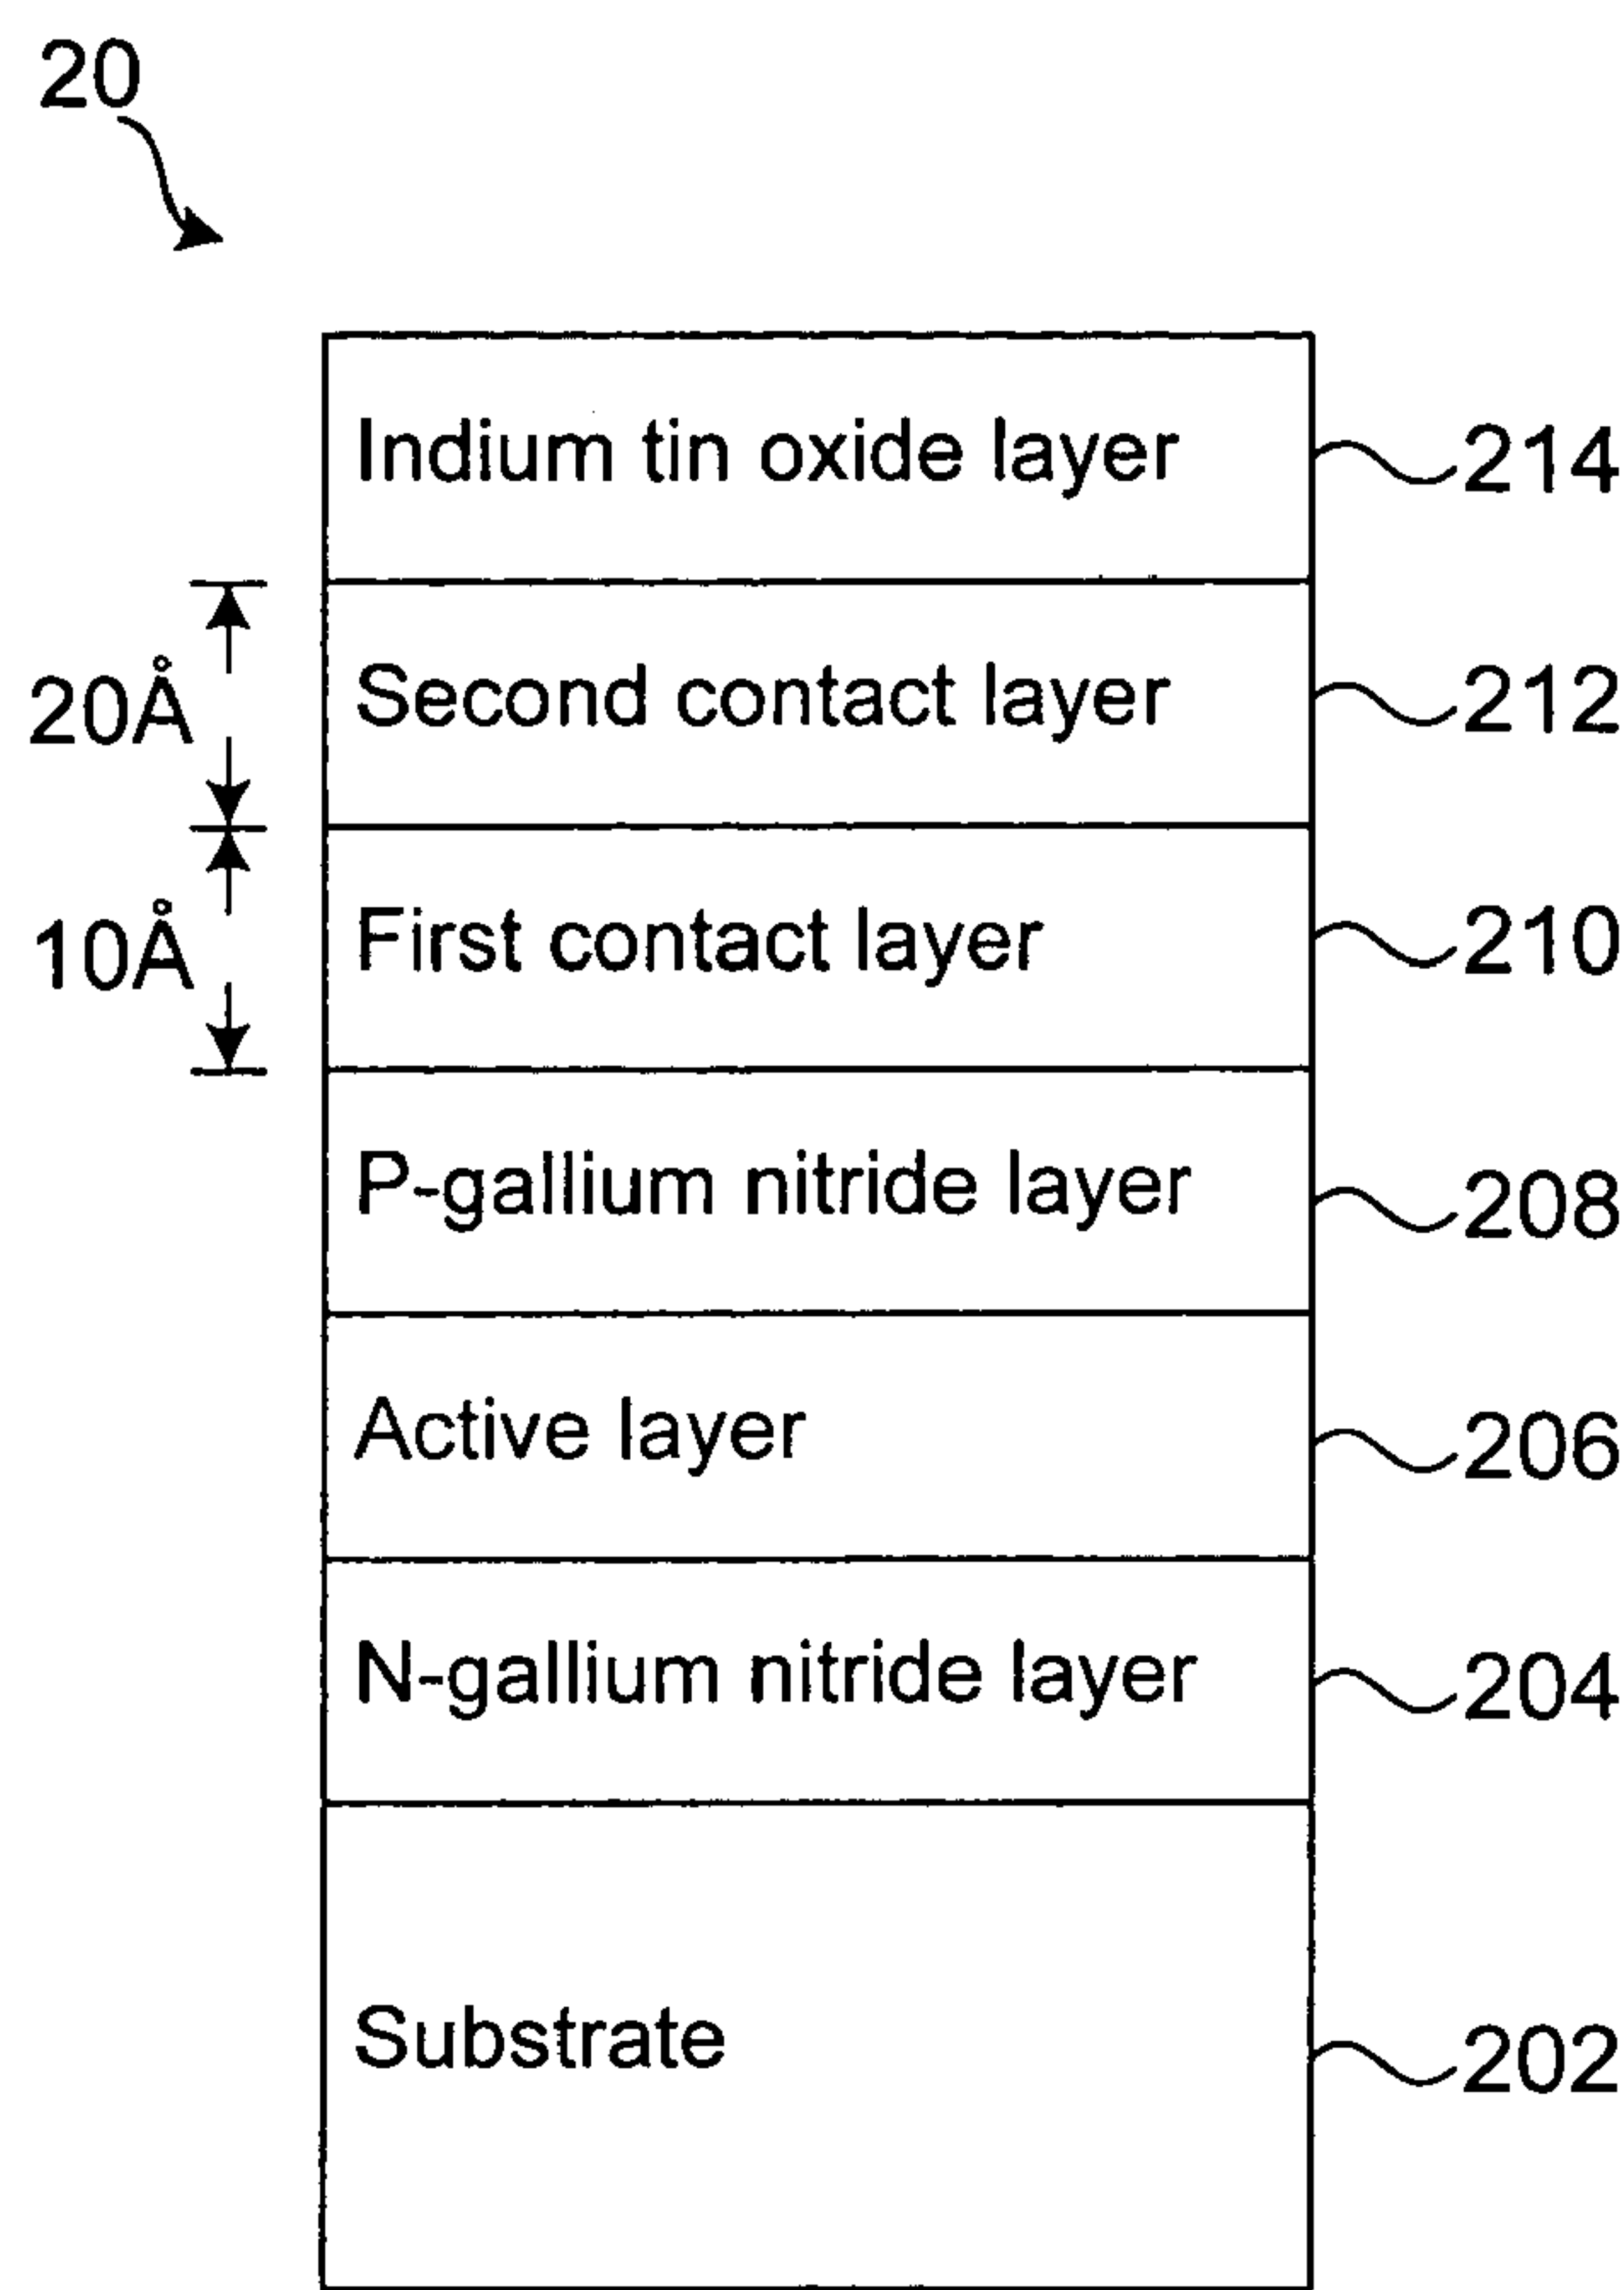 20
Indium tin oxide layer 214
20Å Second contact layer 212
10Å First contact layer 210
P-gallium nitride layer 208
Active layer 206
N-gallium nitride layer 204
Substrate 202